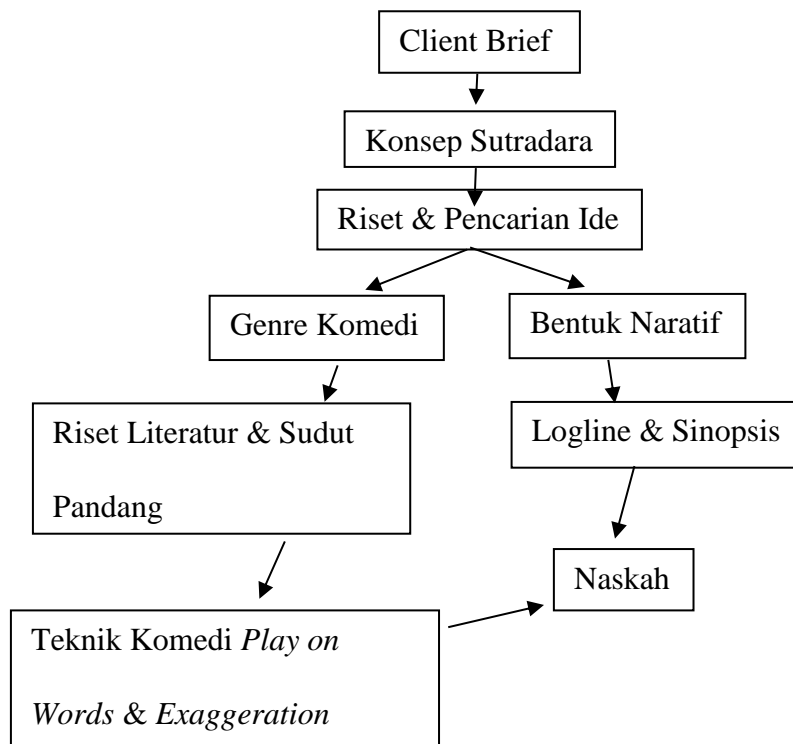 Client Brief
Konsep Sutradara
Riset & Pencarian Ide
Genre Komedi
Bentuk Naratif
Riset Literatur & Sudut
Pandang
Logline & Sinopsis
Naskah
Teknik Komedi Play on
Words & Exaggeration